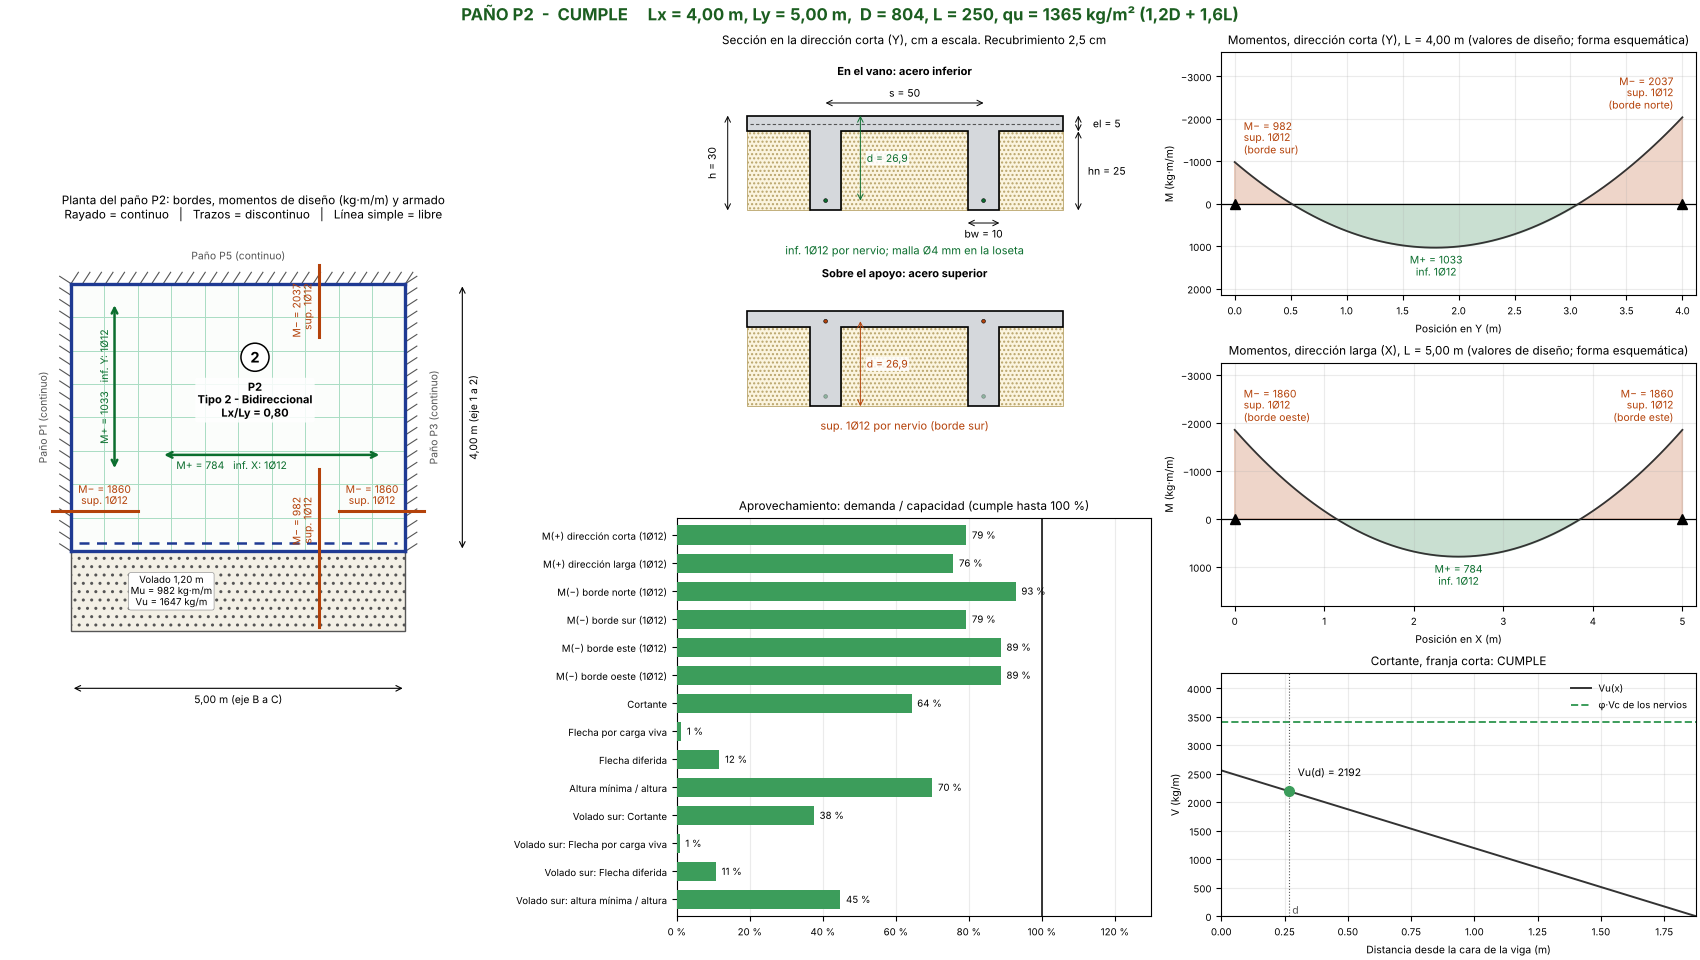 PAÑO P2 - CUMPLE Lx = 4,00 m, Ly = 5,00 m, D = 804, L = 250, qu = 1365 kg/m² (1,2D + 1,6L)
Planta del paño P2: bordes, momentos de diseño (kg·m/m) y armado
Rayado = continuo | Trazos = discontinuo | Línea simple = libre
Paño P5 (continuo)
Paño P1 (continuo)
Paño P3 (continuo)
M− = 2037
sup. 1Ø12
M+ = 1033 inf. Y: 1Ø12
2
P2
Tipo 2 - Bidireccional
Lx/Ly = 0,80
M+ = 784 inf. X: 1Ø12
M− = 1860
sup. 1Ø12
M− = 982
sup. 1Ø12
M− = 1860
sup. 1Ø12
4,00 m (eje 1 a 2)
Volado 1,20 m
Mu = 982 kg·m/m
Vu = 1647 kg/m
5,00 m (eje B a C)
Sección en la dirección corta (Y), cm a escala. Recubrimiento 2,5 cm
En el vano: acero inferior
s = 50
h = 30
d = 26,9
el = 5
hn = 25
bw = 10
inf. 1Ø12 por nervio; malla Ø4 mm en la loseta
Sobre el apoyo: acero superior
d = 26,9
sup. 1Ø12 por nervio (borde sur)
Aprovechamiento: demanda / capacidad (cumple hasta 100 %)
M(+) dirección corta (1Ø12) 79 %
M(+) dirección larga (1Ø12) 76 %
M(−) borde norte (1Ø12) 93 %
M(−) borde sur (1Ø12) 79 %
M(−) borde este (1Ø12) 89 %
M(−) borde oeste (1Ø12) 89 %
Cortante 64 %
Flecha por carga viva 1 %
Flecha diferida 12 %
Altura mínima / altura 70 %
Volado sur: Cortante 38 %
Volado sur: Flecha por carga viva 1 %
Volado sur: Flecha diferida 11 %
Volado sur: altura mínima / altura 45 %
0 % 20 % 40 % 60 % 80 % 100 % 120 %
Momentos, dirección corta (Y), L = 4,00 m (valores de diseño; forma esquemática)
M (kg·m/m)
−3000
−2000
−1000
0
1000
2000
M− = 982
sup. 1Ø12
(borde sur)
M− = 2037
sup. 1Ø12
(borde norte)
M+ = 1033
inf. 1Ø12
0.0 0.5 1.0 1.5 2.0 2.5 3.0 3.5 4.0
Posición en Y (m)
Momentos, dirección larga (X), L = 5,00 m (valores de diseño; forma esquemática)
M (kg·m/m)
−3000
−2000
−1000
0
1000
M− = 1860
sup. 1Ø12
(borde oeste)
M− = 1860
sup. 1Ø12
(borde este)
M+ = 784
inf. 1Ø12
0 1 2 3 4 5
Posición en X (m)
Cortante, franja corta: CUMPLE
V (kg/m)
4000
3500
3000
2500
2000
1500
1000
500
0
Vu(x)
φ·Vc de los nervios
Vu(d) = 2192
d
0.00 0.25 0.50 0.75 1.00 1.25 1.50 1.75
Distancia desde la cara de la viga (m)